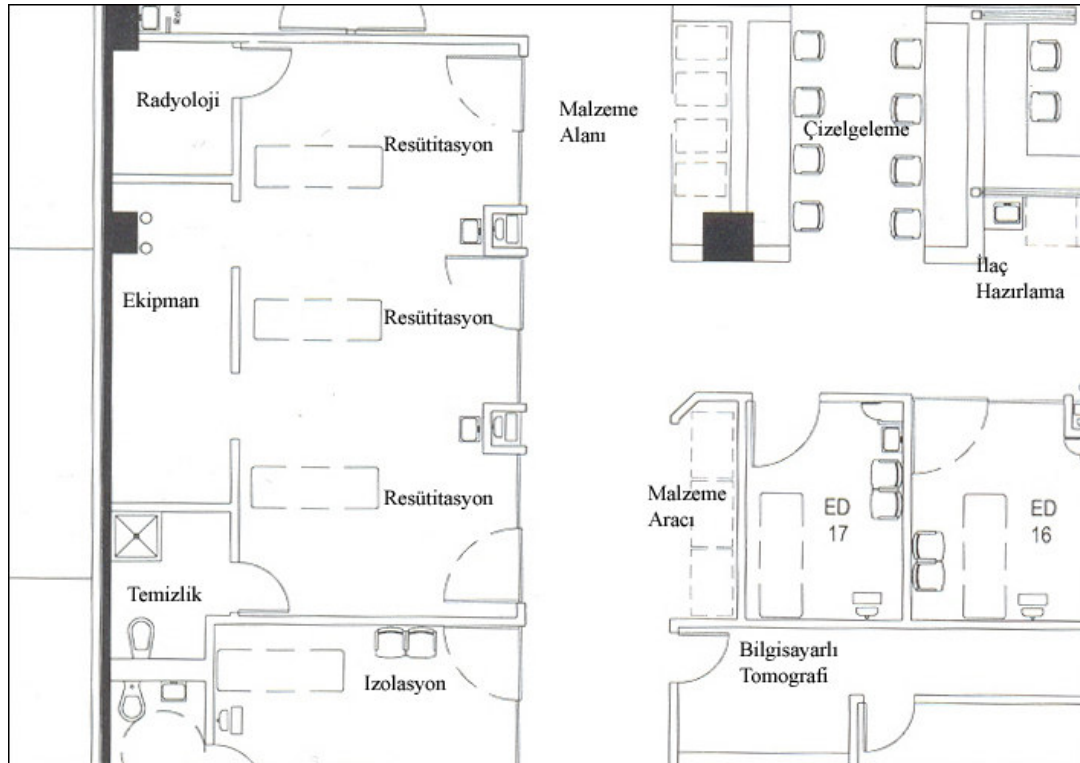 Radyoloji
Resütitasyon
Malzeme
Alanı
Çizelgeleme
Ekipman
Resütitasyon
İlaç
Hazırlama
Resütitasyon
Malzeme
Aracı
ED
17
ED
16
Temizlik
Izolasyon
Bilgisayarlı
Tomografi